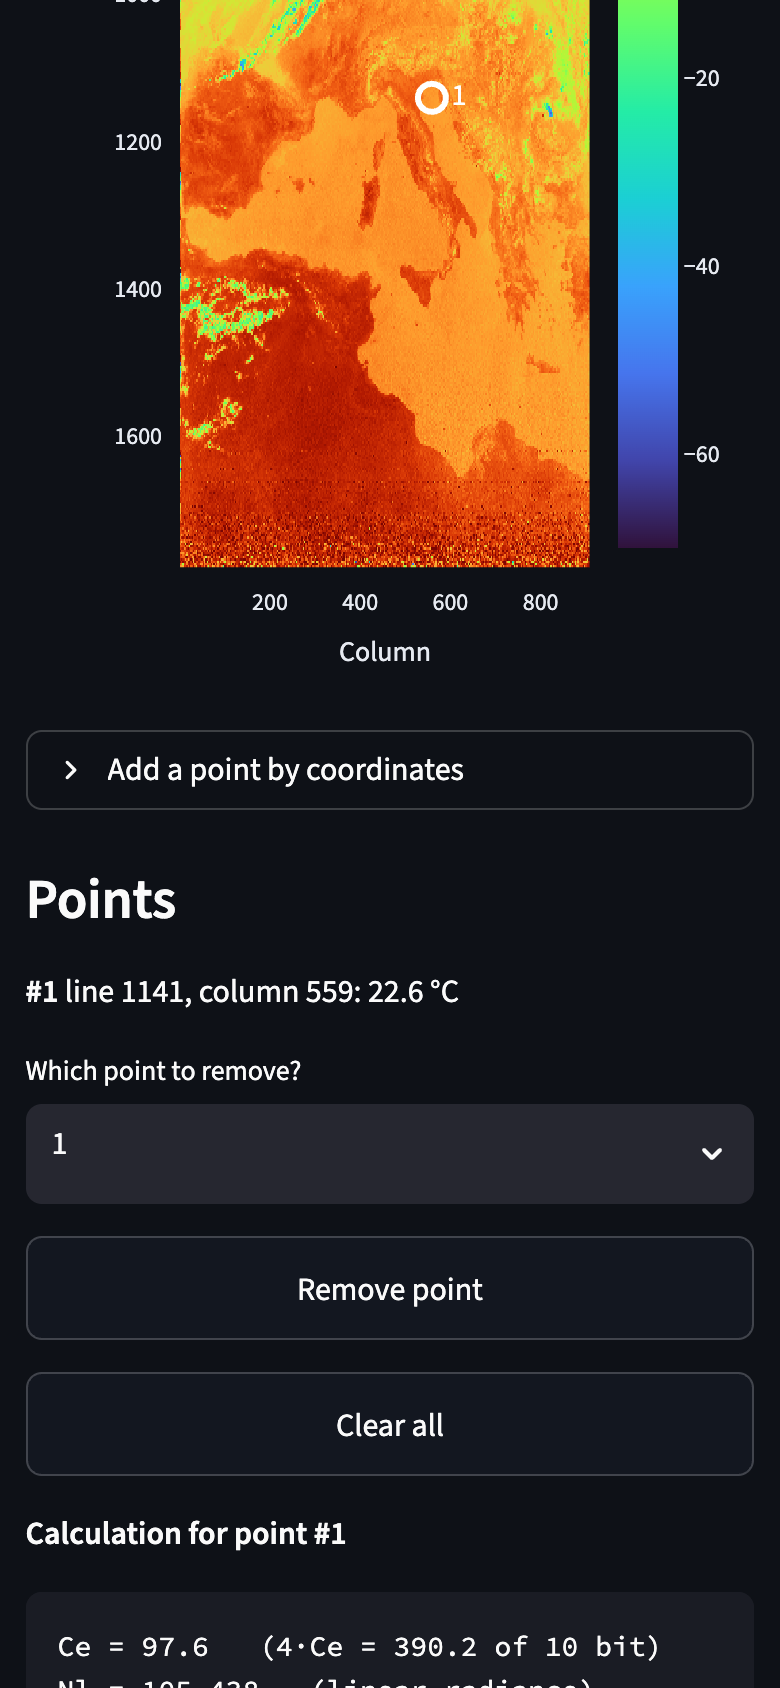 −20
1
1200
−40
1400
1600
−60
200 400 600 800
Column
Add a point by coordinates
Points
#1 line 1141, column 559: 22.6 °C
Which point to remove?
1
Remove point
Clear all
Calculation for point #1
Ce = 97.6 (4·Ce = 390.2 of 10 bit)